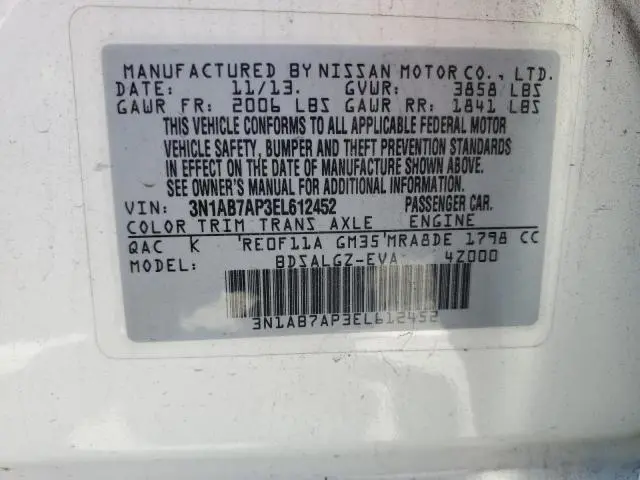 MANUFACTURED BY NISSAN MOTOR CO., LTD.
DATE: 11/13. GVWR: 3858 LBS
GAWR FR: 2006 LBS GAWR RR: 1841 LBS
THIS VEHICLE CONFORMS TO ALL APPLICABLE FEDERAL MOTOR
VEHICLE SAFETY, BUMPER AND THEFT PREVENTION STANDARDS
IN EFFECT ON THE DATE OF MANUFACTURE SHOWN ABOVE.
SEE OWNER'S MANUAL FOR ADDITIONAL INFORMATION.
VIN: 3N1AB7AP3EL612452 PASSENGER CAR.
COLOR TRIM TRANS AXLE ENGINE
QAC K 'RE0F11A GM35'MRA8DE 1798 CC
MODEL: BDSALGZ-EVA 4Z000
3N1AB7AP3EL612452